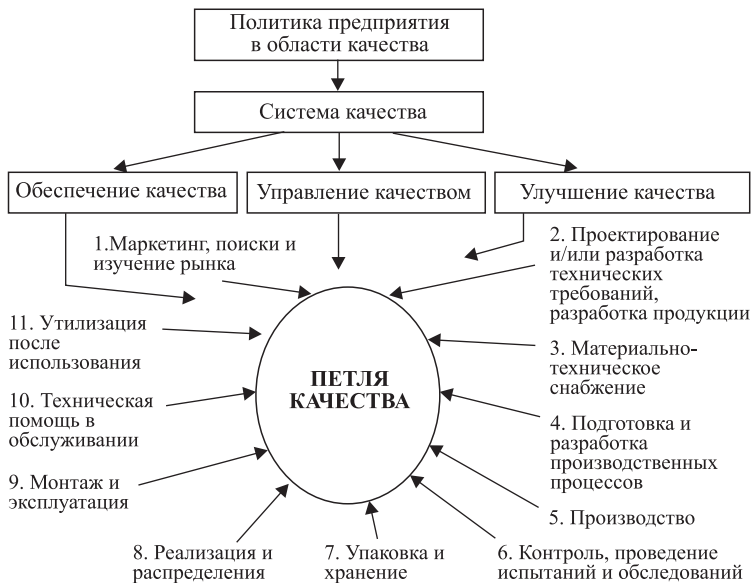 Политика предприятия
в области качества
Система качества
Обеспечение качества
Управление качеством
Улучшение качества
1.Маркетинг, поиски и
изучение рынка
2. Проектирование
и/или разработка
технических
требований,
разработка продукции
3. Материально-
техническое
снабжение
4. Подготовка и
разработка
производственных
процессов
5. Производство
6. Контроль, проведение
испытаний и обследований
7. Упаковка и
хранение
8. Реализация и
распределения
9. Монтаж и
эксплуатация
10. Техническая
помощь в
обслуживании
11. Утилизация
после
использования
ПЕТЛЯ
КАЧЕСТВА